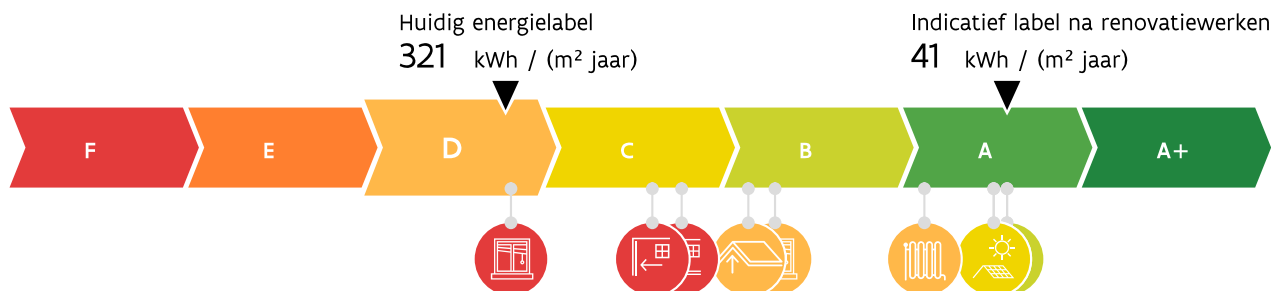 Huidig energielabel
321 kWh / (m² jaar)
Indicatief label na renovatiewerken
41 kWh / (m² jaar)
F E D C B A A+